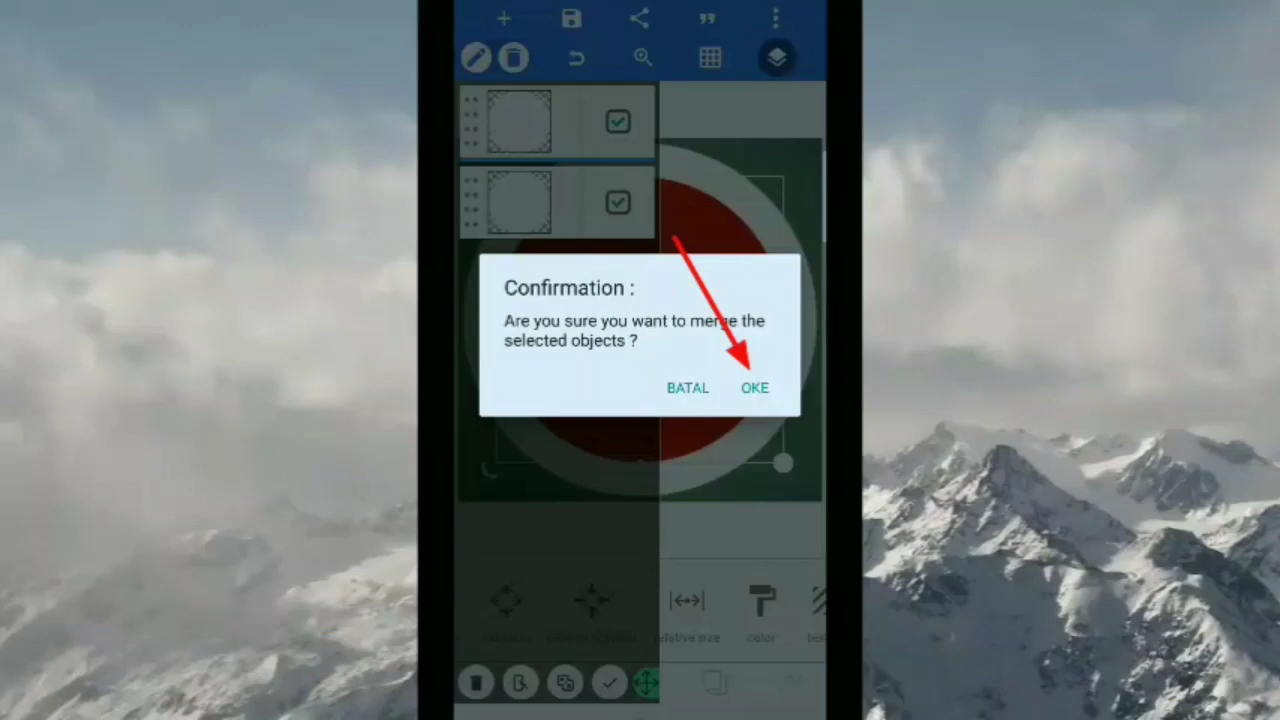 Confirmation :
Are you sure you want to merge the
selected objects ?
BATAL OKE
relative size color